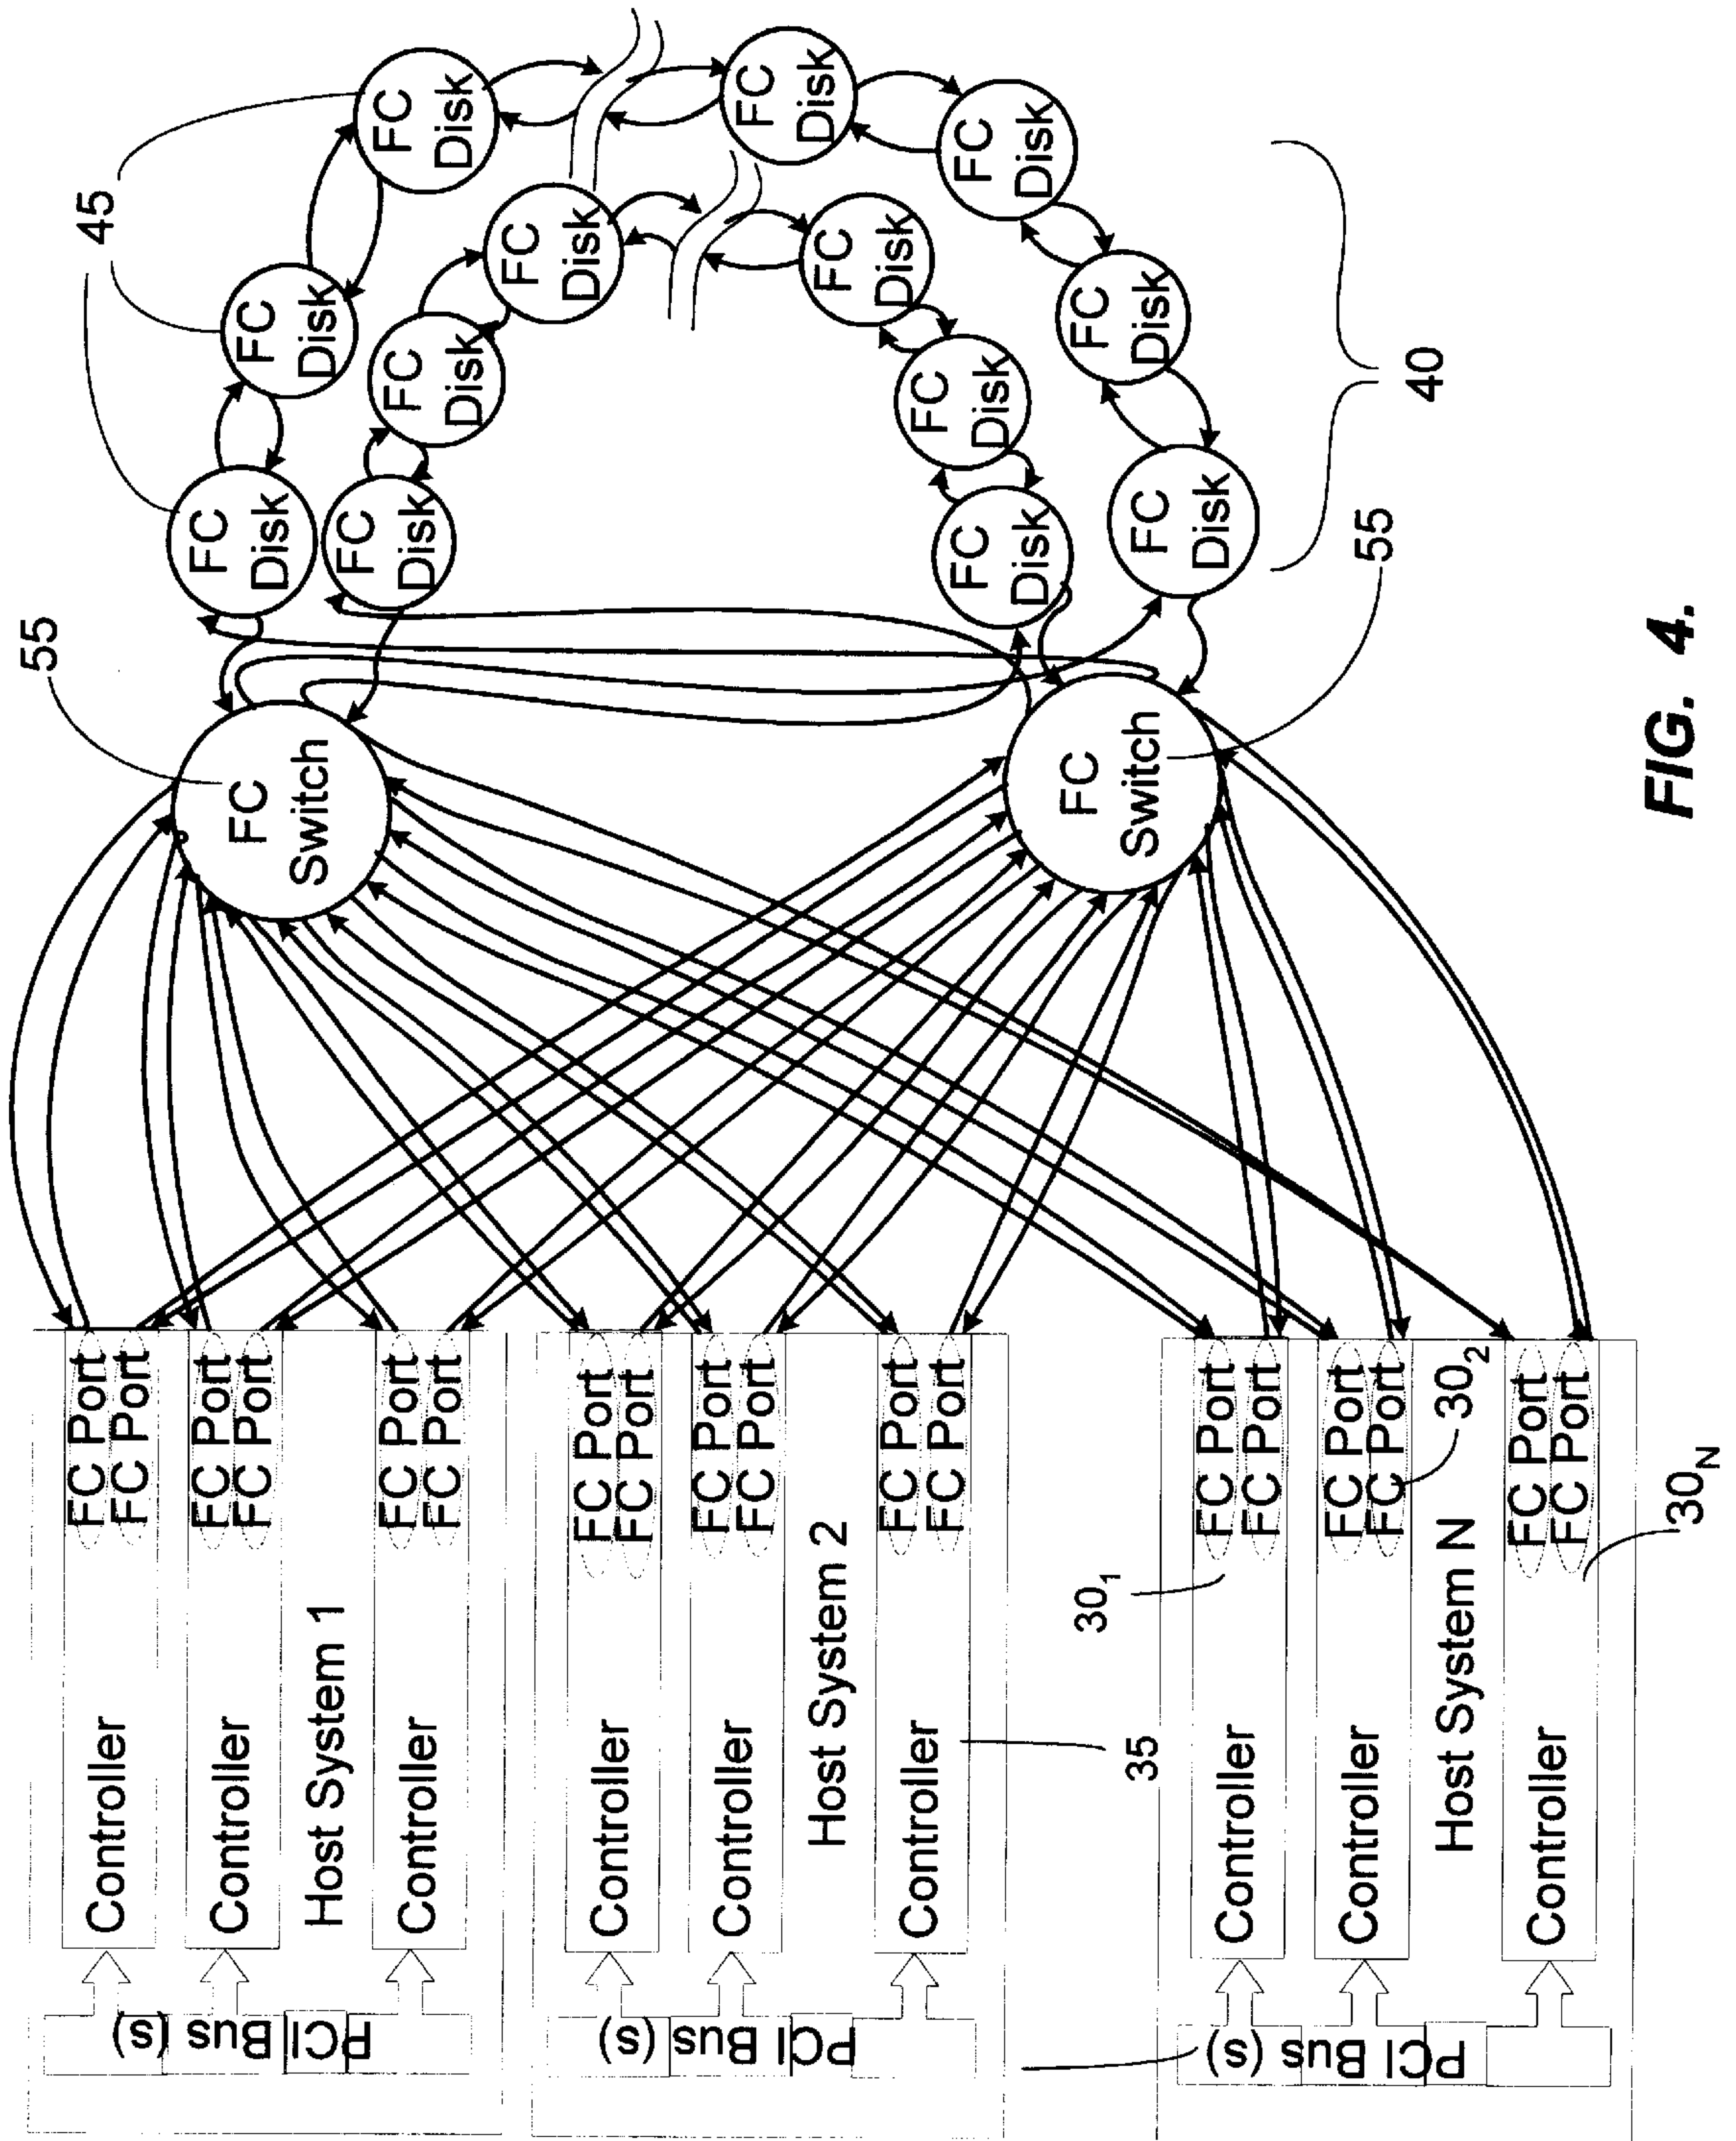 PCI Bus (s)
Controller
FC Port
FC Port
Controller
FC Port
FC Port
Host System 1
Controller
FC Port
FC Port
PCI Bus (s)
Controller
FC Port
FC Port
Controller
FC Port
FC Port
Host System 2
Controller
FC Port
FC Port
35
PCI Bus (s)
30₁
Controller
FC Port
FC Port
Controller
FC Port
FC Port
Host System N
30₂
Controller
FC Port
FC Port
30N
55
FC
Switch
FC
Switch
55
45
FC
Disk
FC
Disk
FC
Disk
FC
Disk
FC
Disk
FC
Disk
FC
Disk
FC
Disk
FC
Disk
FC
Disk
FC
Disk
FC
Disk
FC
Disk
40
FIG. 4.